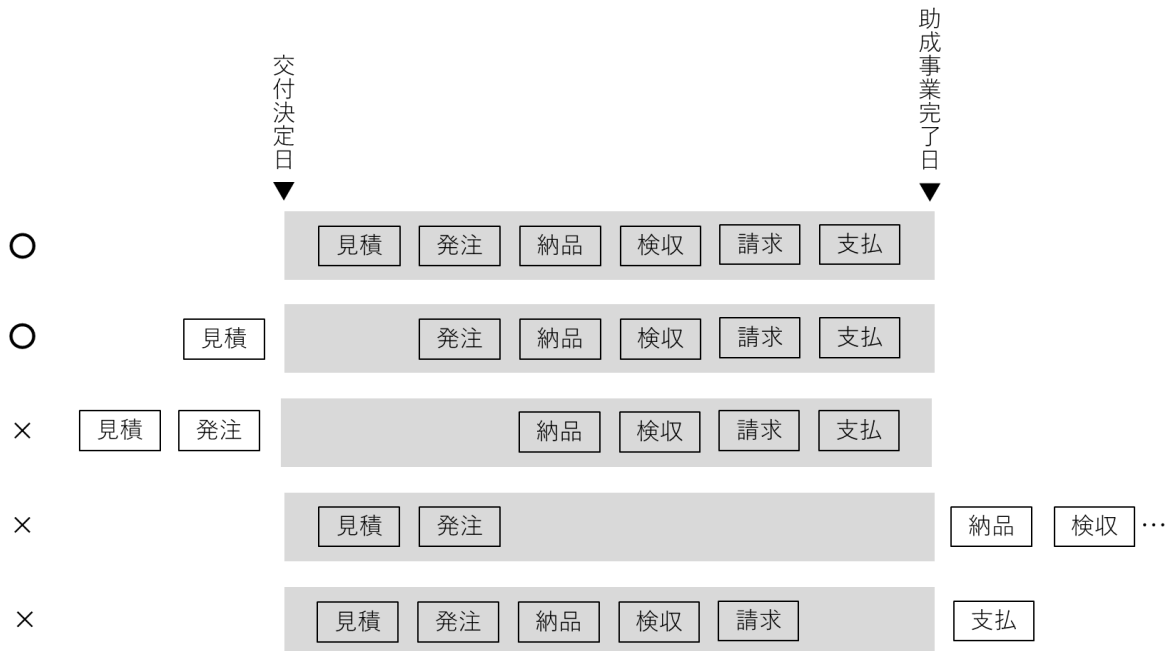 交付決定日
助成事業完了日
○ 見積 発注 納品 検収 請求 支払
○ 見積 発注 納品 検収 請求 支払
× 見積 発注 納品 検収 請求 支払
× 見積 発注 納品 検収 …
× 見積 発注 納品 検収 請求 支払